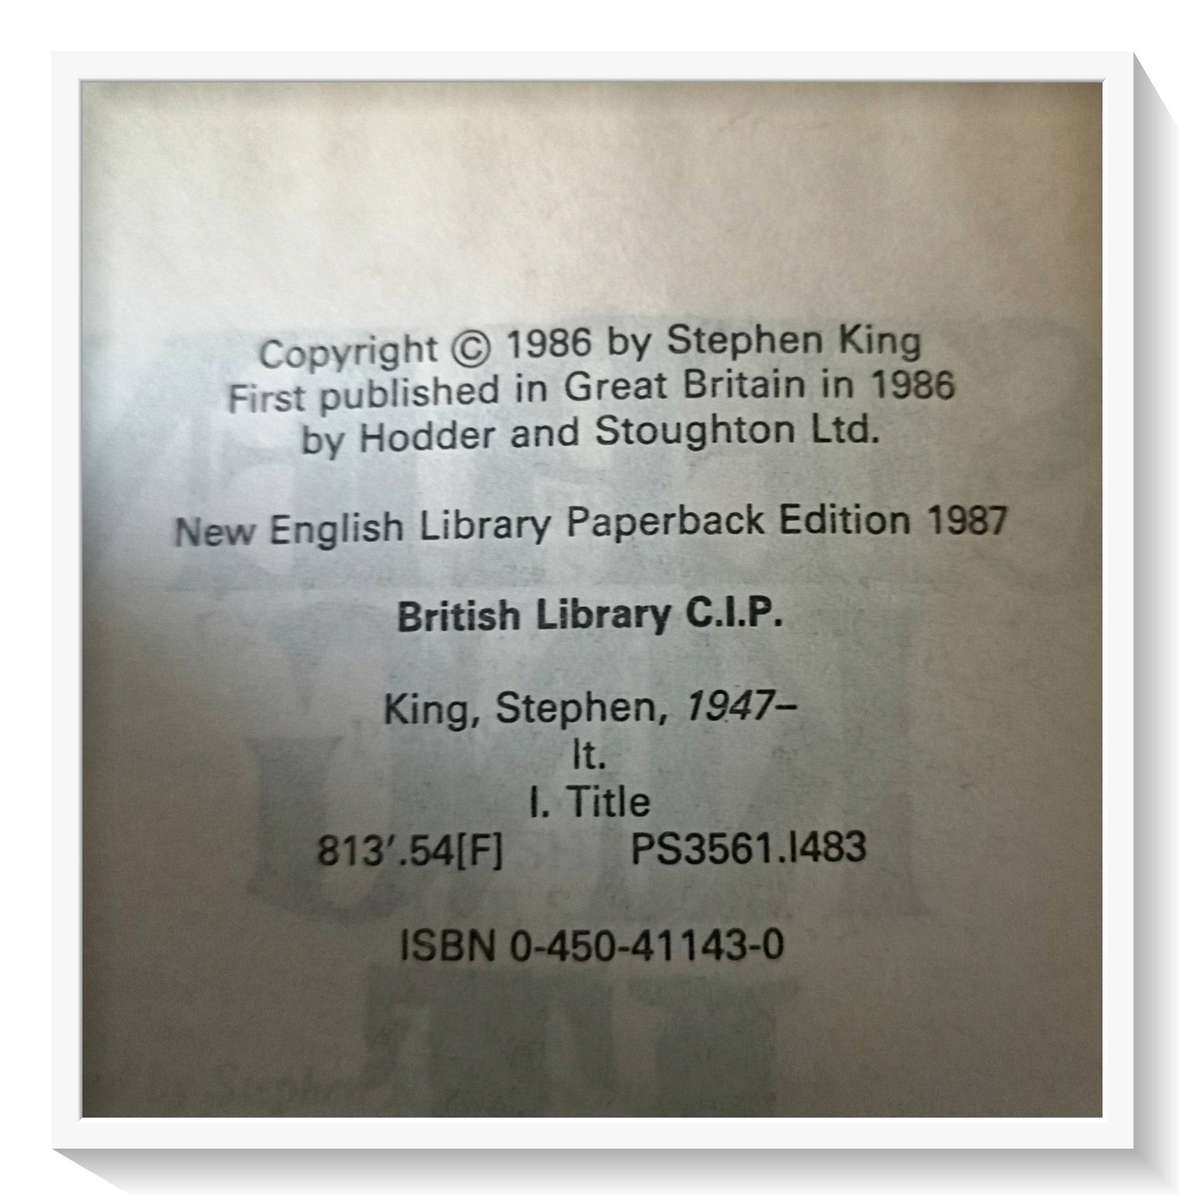 Copyright © 1986 by Stephen King
First published in Great Britain in 1986
by Hodder and Stoughton Ltd.
New English Library Paperback Edition 1987
British Library C.I.P.
King, Stephen, 1947–
It.
I. Title
813′.54[F] PS3561.I483
ISBN 0-450-41143-0